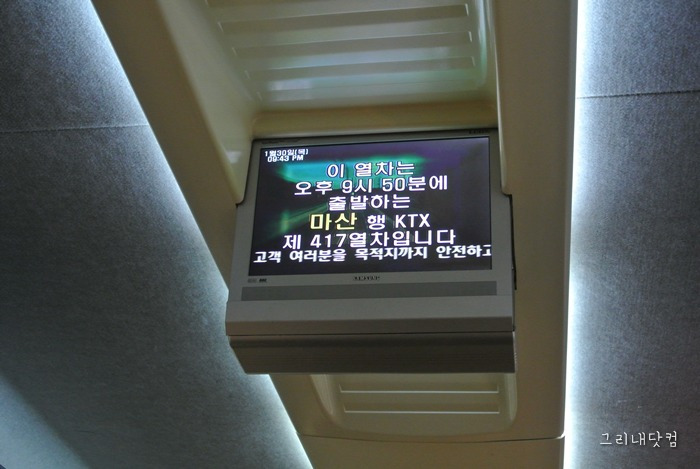 1월30일(목)
09:43 PM
이 열차는
오후 9시 50분에
출발하는
마산 행 KTX
제 417열차입니다
고객 여러분을 목적지까지 안전하고
그리내닷컴